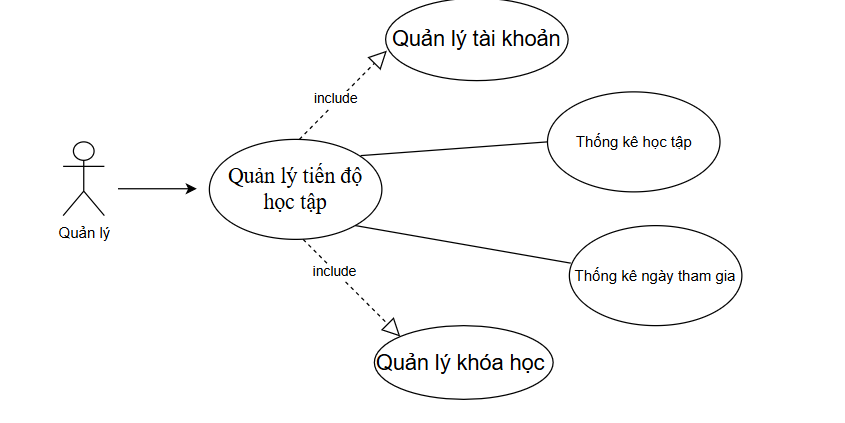 Quản lý tài khoản
include
Thống kê học tập
Quản lý tiến độ
học tập
Quản lý
include
Thống kê ngày tham gia
Quản lý khóa học